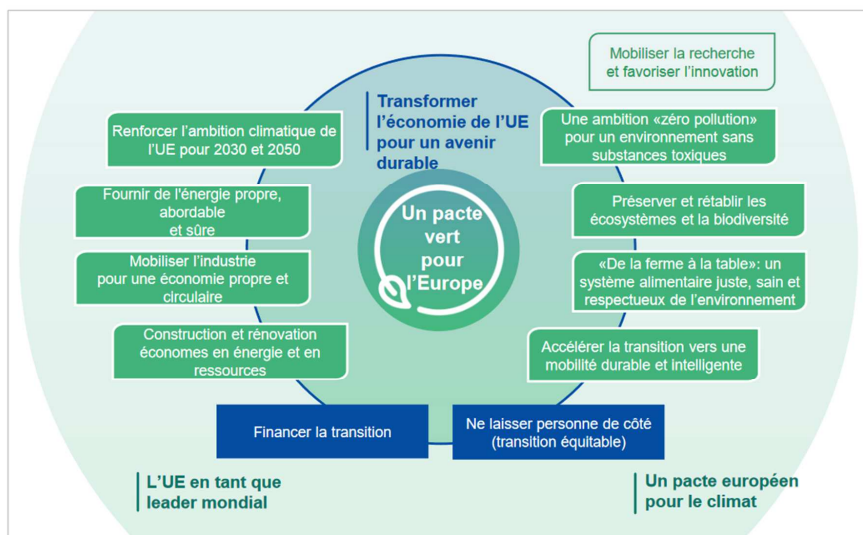 Mobiliser la recherche
et favoriser l’innovation
Transformer
l’économie de l’UE
pour un avenir
durable
Renforcer l’ambition climatique de
l’UE pour 2030 et 2050
Une ambition «zéro pollution»
pour un environnement sans
substances toxiques
Fournir de l’énergie propre,
abordable
et sûre
Préserver et rétablir les
écosystèmes et la biodiversité
Un pacte
vert
pour
l’Europe
Mobiliser l’industrie
pour une économie propre et
circulaire
«De la ferme à la table»: un
système alimentaire juste, sain et
respectueux de l’environnement
Construction et rénovation
économes en énergie et en
ressources
Accélérer la transition vers une
mobilité durable et intelligente
Financer la transition
Ne laisser personne de côté
(transition équitable)
L’UE en tant que
leader mondial
Un pacte européen
pour le climat